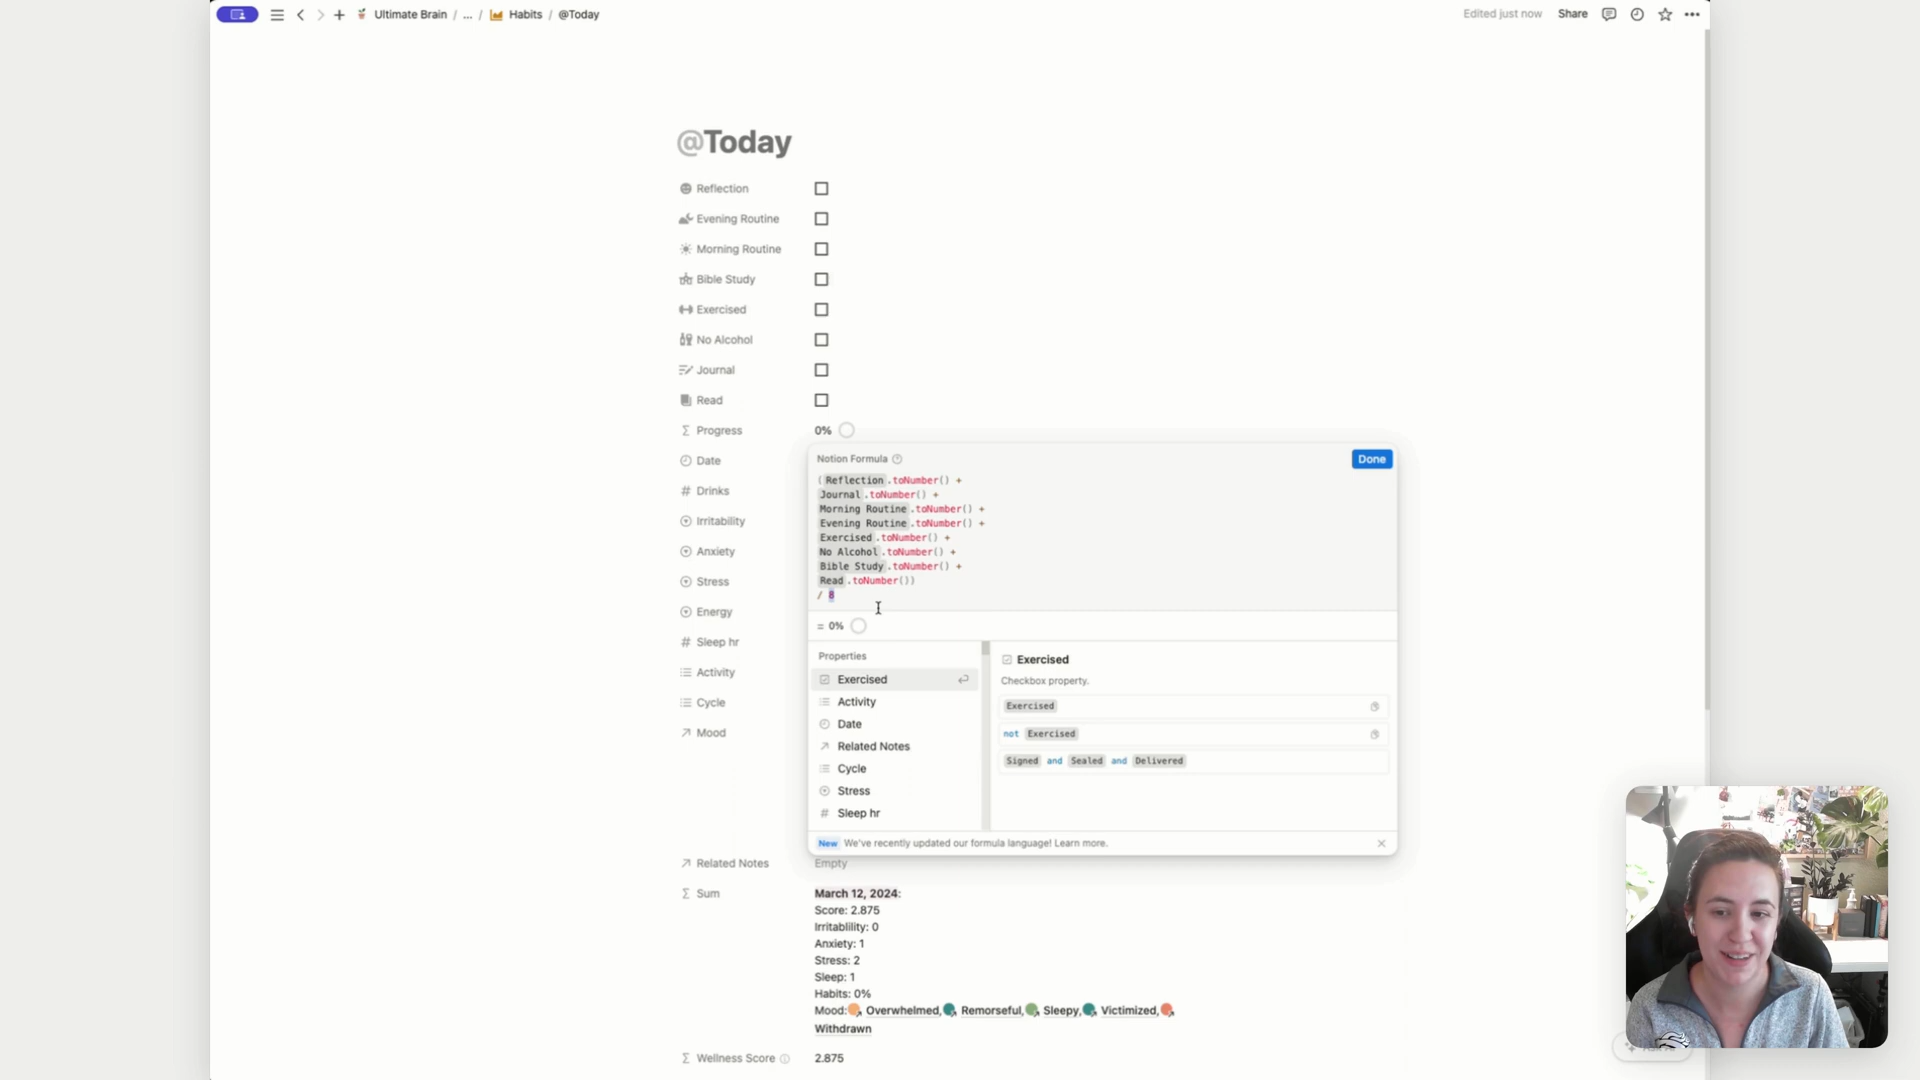 Ultimate Brain / ... / Habits / @Today
Edited just now Share
@Today
Reflection
Evening Routine
Morning Routine
Bible Study
Exercised
No Alcohol
Journal
Read
Progress 0%
Date
Drinks
Irritability
Anxiety
Stress
Energy
Sleep hr
Activity
Cycle
Mood
Notion Formula
Done
(Reflection.toNumber() +
Journal.toNumber() +
Morning Routine.toNumber() +
Evening Routine.toNumber() +
Exercised.toNumber() +
No Alcohol.toNumber() +
Bible Study.toNumber() +
Read.toNumber())
/ 8
= 0%
Properties
Exercised
Activity
Date
Related Notes
Cycle
Stress
Sleep hr
Exercised
Checkbox property.
Exercised
not Exercised
Signed and Sealed and Delivered
New We've recently updated our formula language! Learn more.
Related Notes Empty
Sum March 12, 2024:
Score: 2.875
Irritablility: 0
Anxiety: 1
Stress: 2
Sleep: 1
Habits: 0%
Mood: Overwhelmed, Remorseful, Sleepy, Victimized,
Withdrawn
Wellness Score 2.875